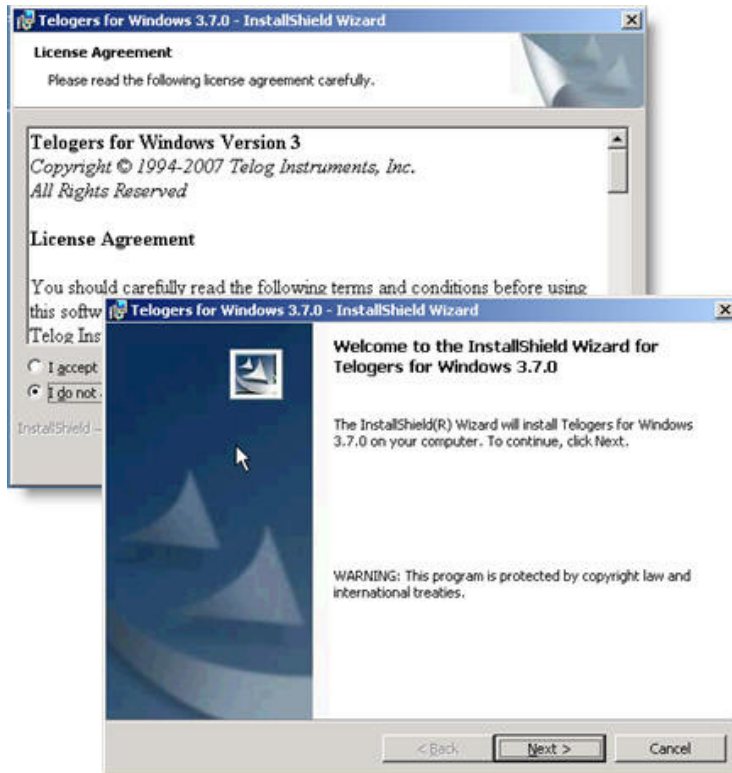 Telogers for Windows 3.7.0 - InstallShield Wizard
License Agreement
Please read the following license agreement carefully.
Telogers for Windows Version 3
Copyright © 1994-2007 Telog Instruments, Inc.
All Rights Reserved
License Agreement
You should carefully read the following terms and conditions before using
this softw
Telog Ins
I accept
I do not
InstallShield
Telogers for Windows 3.7.0 - InstallShield Wizard
Welcome to the InstallShield Wizard for
Telogers for Windows 3.7.0
The InstallShield(R) Wizard will install Telogers for Windows
3.7.0 on your computer. To continue, click Next.
WARNING: This program is protected by copyright law and
international treaties.
< Back
Next >
Cancel